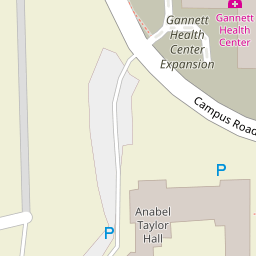 Gannett
Health
Center
Expansion
Gannett
Health
Center
Campus Road
P
Anabel
Taylor
Hall
P